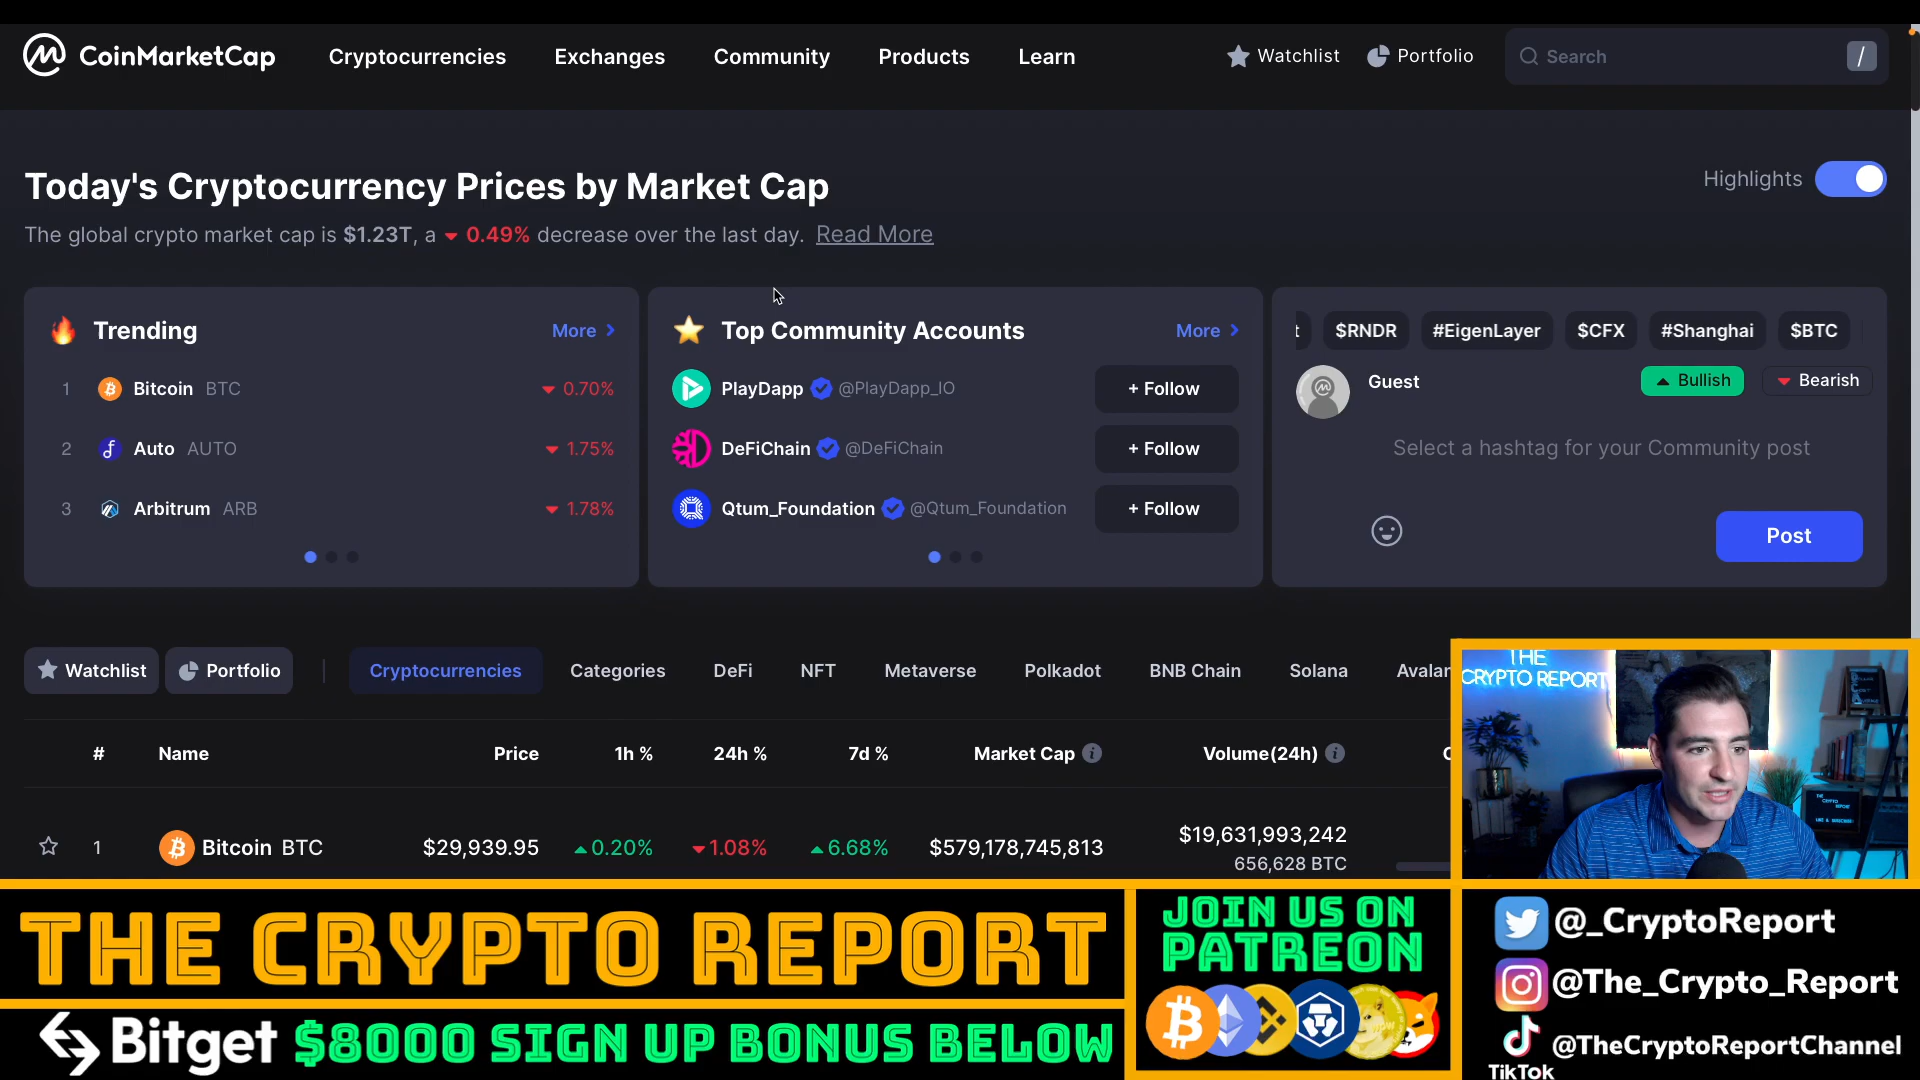 CoinMarketCap Cryptocurrencies Exchanges Community Products Learn Watchlist Portfolio Search /
Today's Cryptocurrency Prices by Market Cap
Highlights
The global crypto market cap is $1.23T, a 0.49% decrease over the last day. Read More
Trending More
1 Bitcoin BTC 0.70%
2 Auto AUTO 1.75%
3 Arbitrum ARB 1.78%
Top Community Accounts More
PlayDapp @PlayDapp_IO + Follow
DeFiChain @DeFiChain + Follow
Qtum_Foundation @Qtum_Foundation + Follow
t $RNDR #EigenLayer $CFX #Shanghai $BTC
Guest Bullish Bearish
Select a hashtag for your Community post
Post
Watchlist Portfolio Cryptocurrencies Categories DeFi NFT Metaverse Polkadot BNB Chain Solana Avalan
# Name Price 1h % 24h % 7d % Market Cap Volume(24h) C
1 Bitcoin BTC $29,939.95 0.20% 1.08% 6.68% $579,178,745,813 $19,631,993,242
656,628 BTC
THE
CRYPTO REPORT
THE CRYPTO REPORT
Bitget $8000 SIGN UP BONUS BELOW
JOIN US ON
PATREON
@_CryptoReport
@The_Crypto_Report
@TheCryptoReportChannel
TikTok